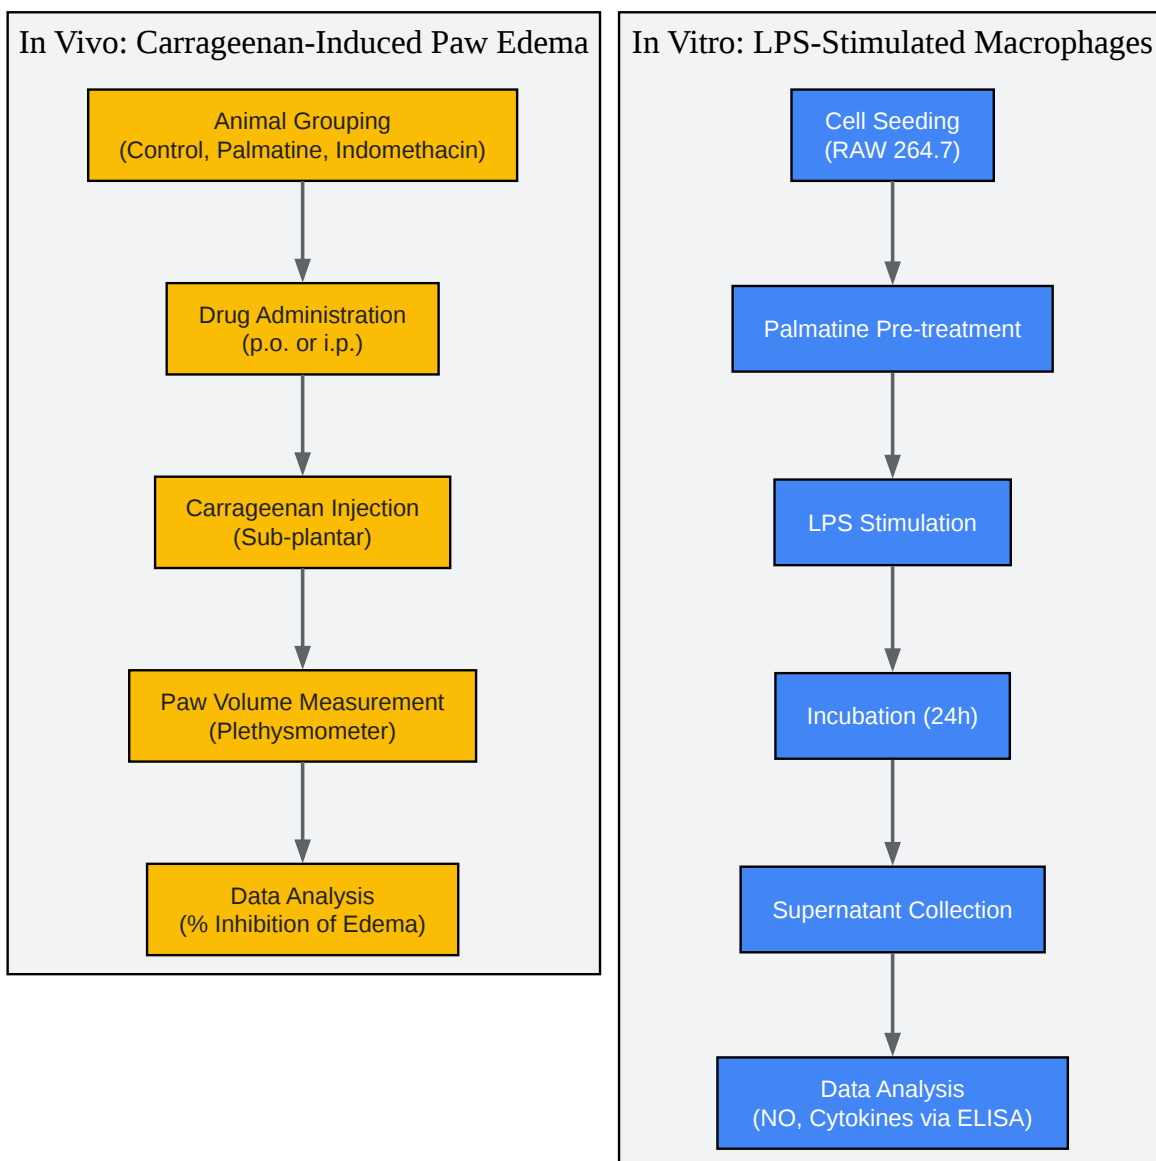 In Vivo: Carrageenan-Induced Paw Edema
Animal Grouping
(Control, Palmatine, Indomethacin)
Drug Administration
(p.o. or i.p.)
Carrageenan Injection
(Sub-plantar)
Paw Volume Measurement
(Plethysmometer)
Data Analysis
(% Inhibition of Edema)
In Vitro: LPS-Stimulated Macrophages
Cell Seeding
(RAW 264.7)
Palmatine Pre-treatment
LPS Stimulation
Incubation (24h)
Supernatant Collection
Data Analysis
(NO, Cytokines via ELISA)